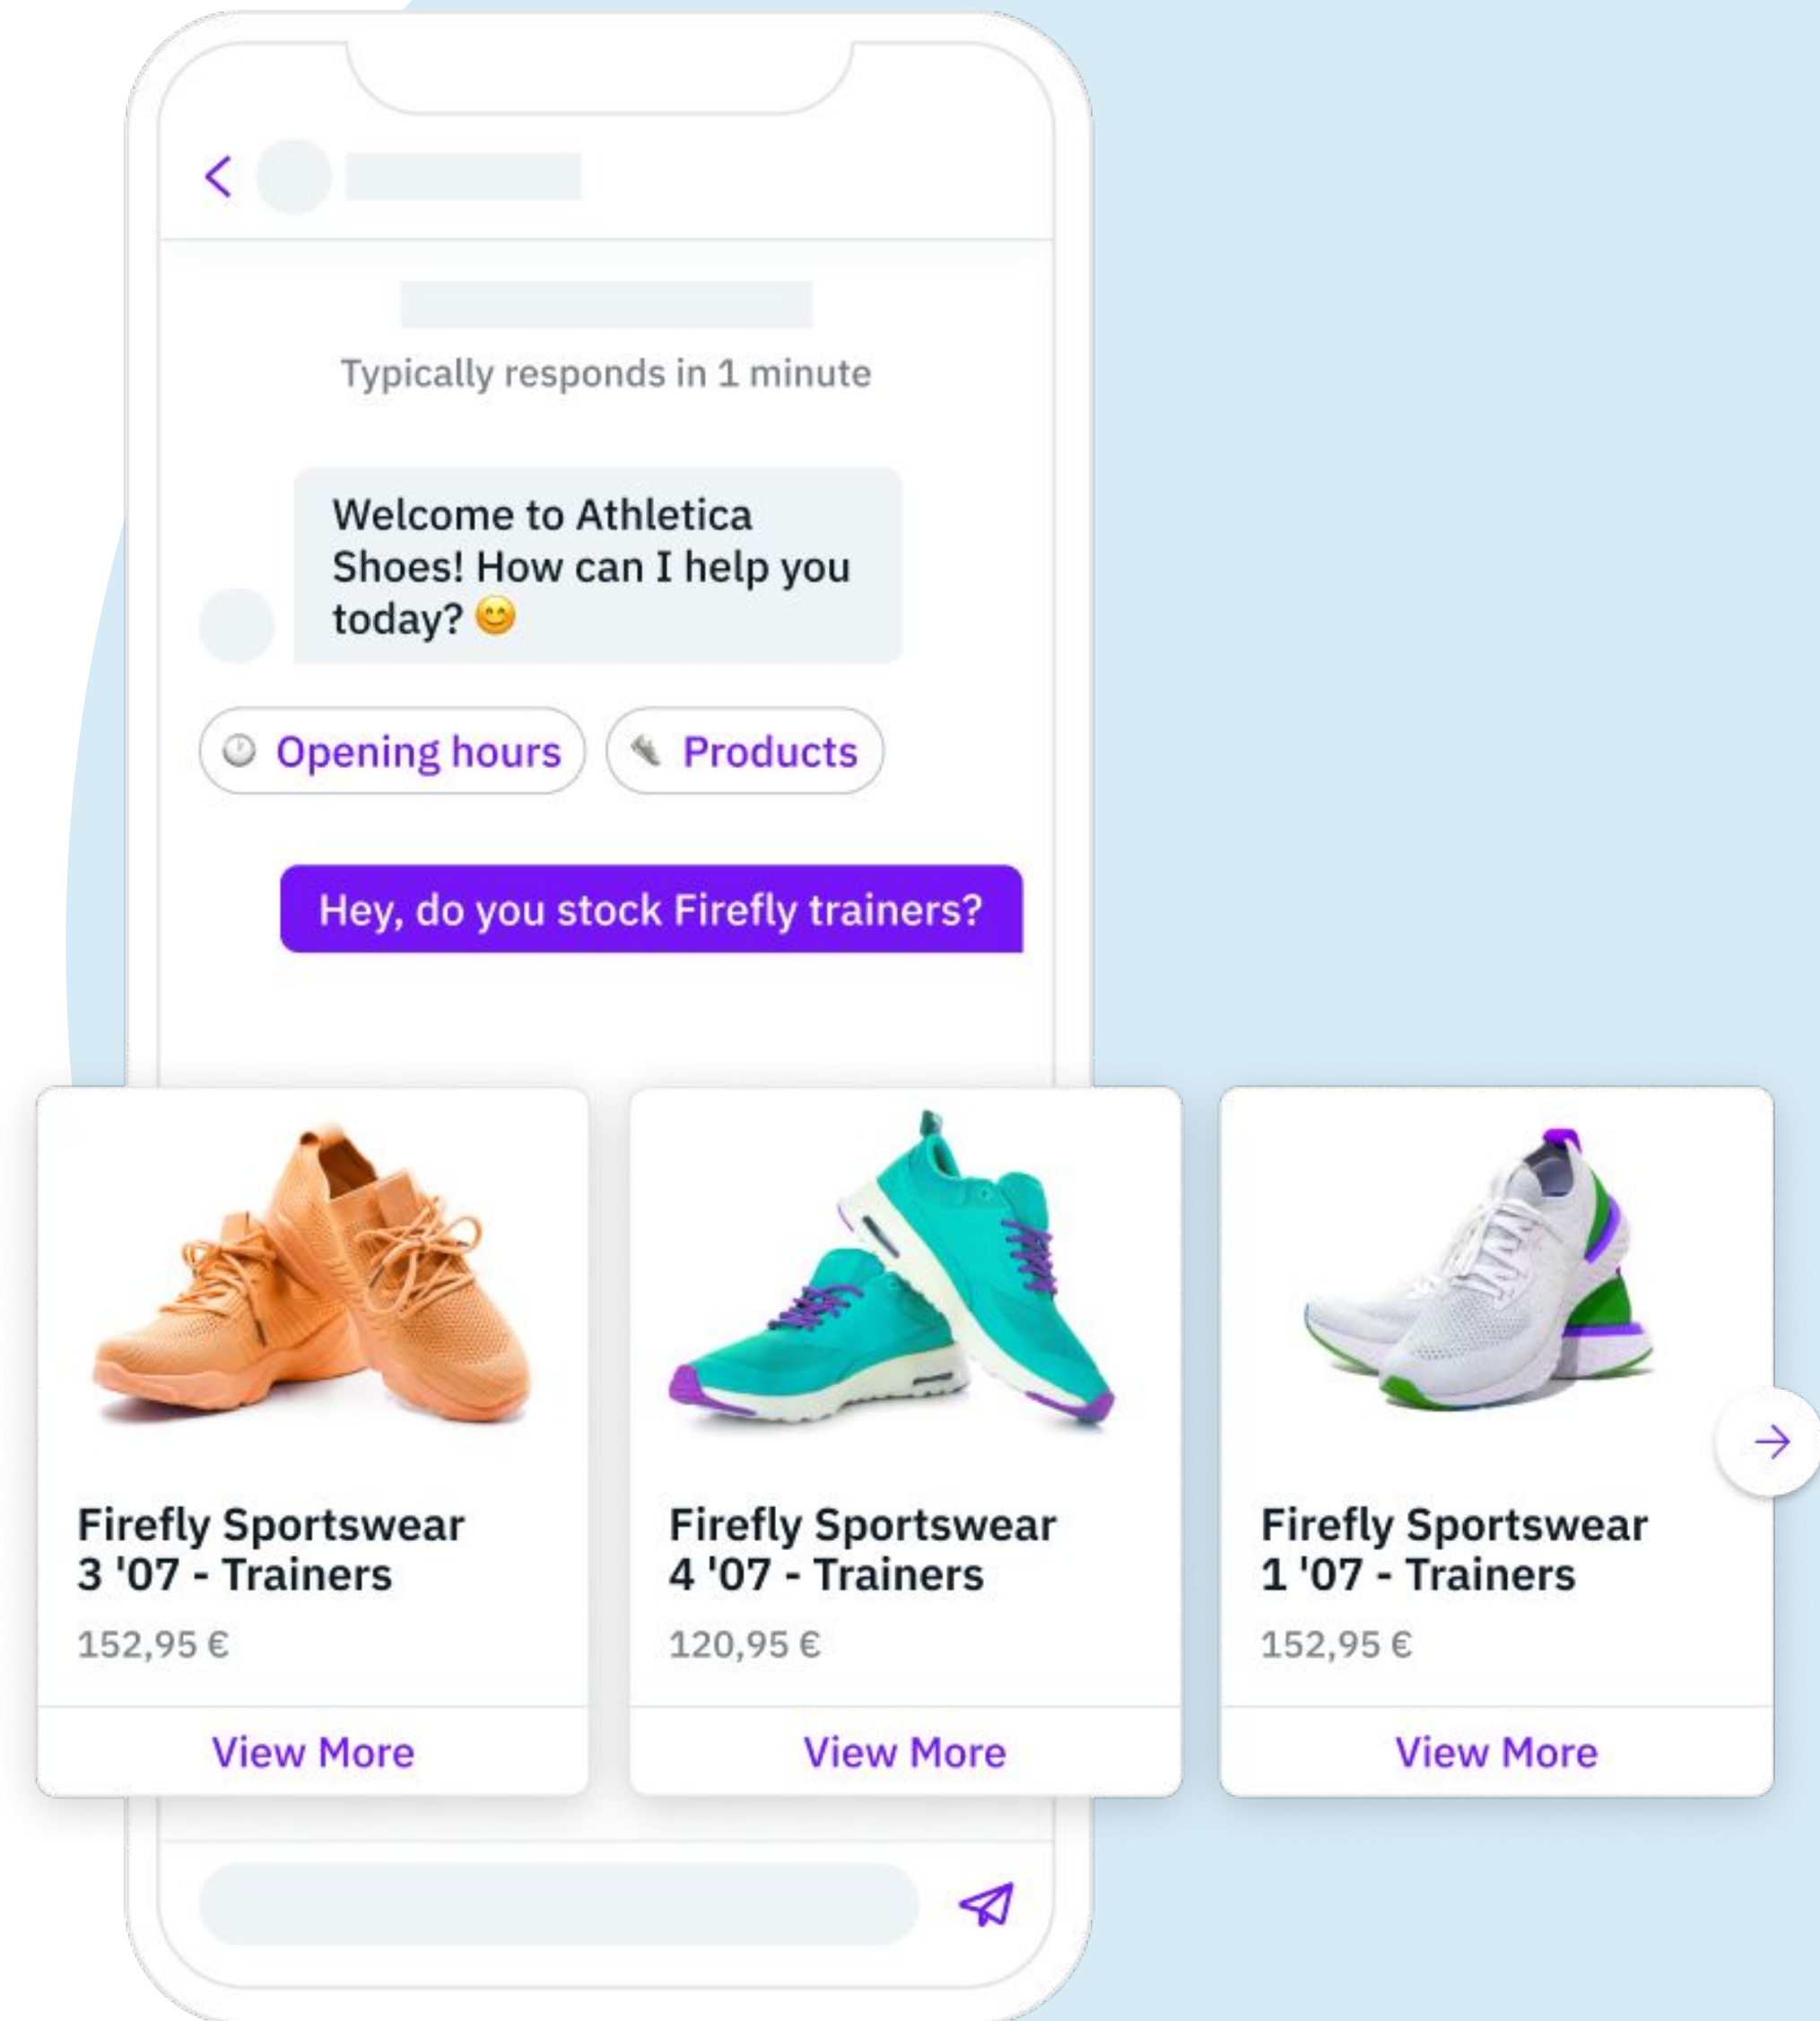 Typically responds in 1 minute
Welcome to Athletica
Shoes! How can I help you
today? 😊
Opening hours
Products
Hey, do you stock Firefly trainers?
Firefly Sportswear
3 '07 - Trainers
152,95 €
View More
Firefly Sportswear
4 '07 - Trainers
120,95 €
View More
Firefly Sportswear
1 '07 - Trainers
152,95 €
View More